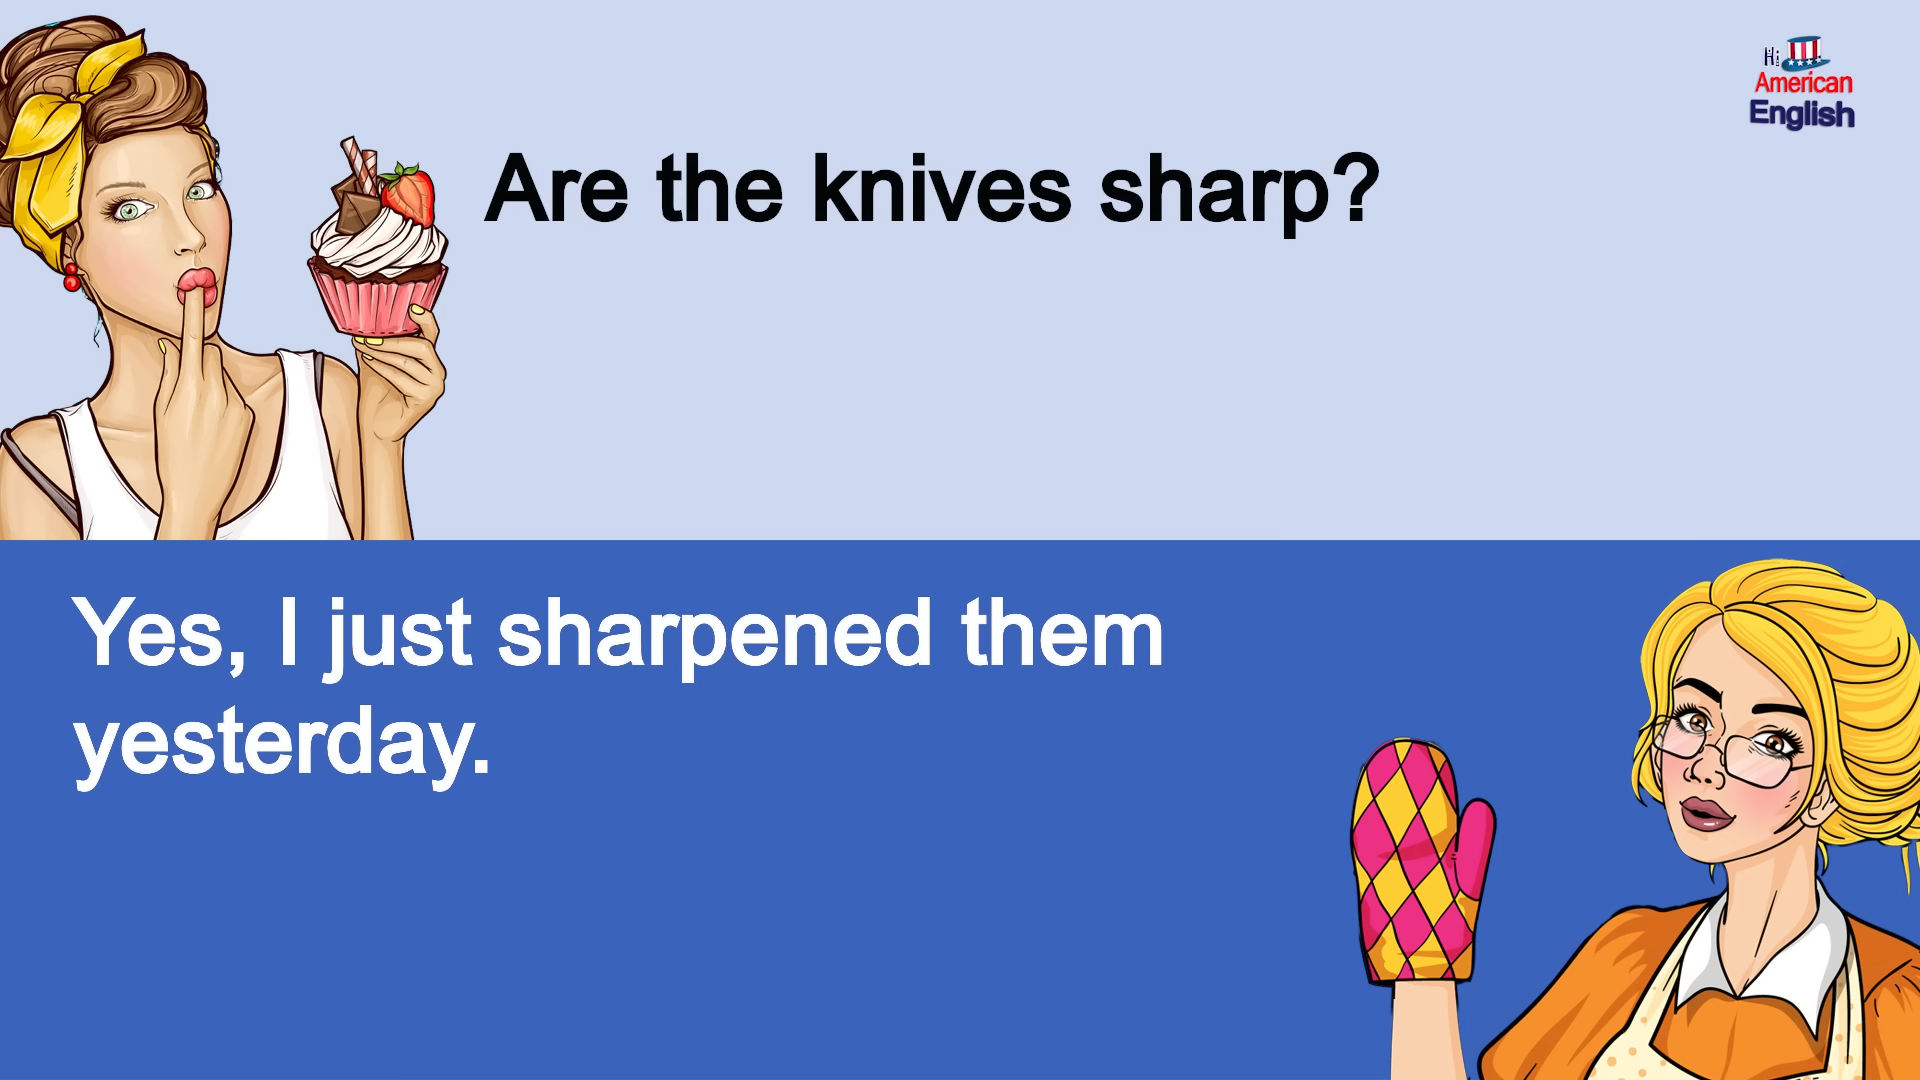 Hi
American
English
Are the knives sharp?
Yes, I just sharpened them
yesterday.